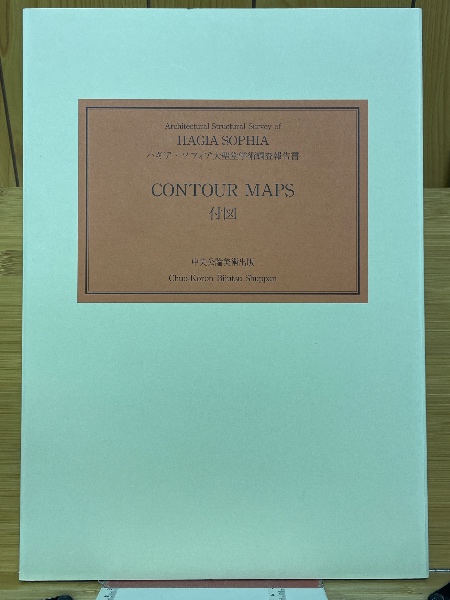 Architectural Structural Survey of
HAGIA SOPHIA
ハギア・ソフィア大聖堂学術調査報告書
CONTOUR MAPS
付図
中央公論美術出版
Chuo-Koron Bijutsu Shuppan